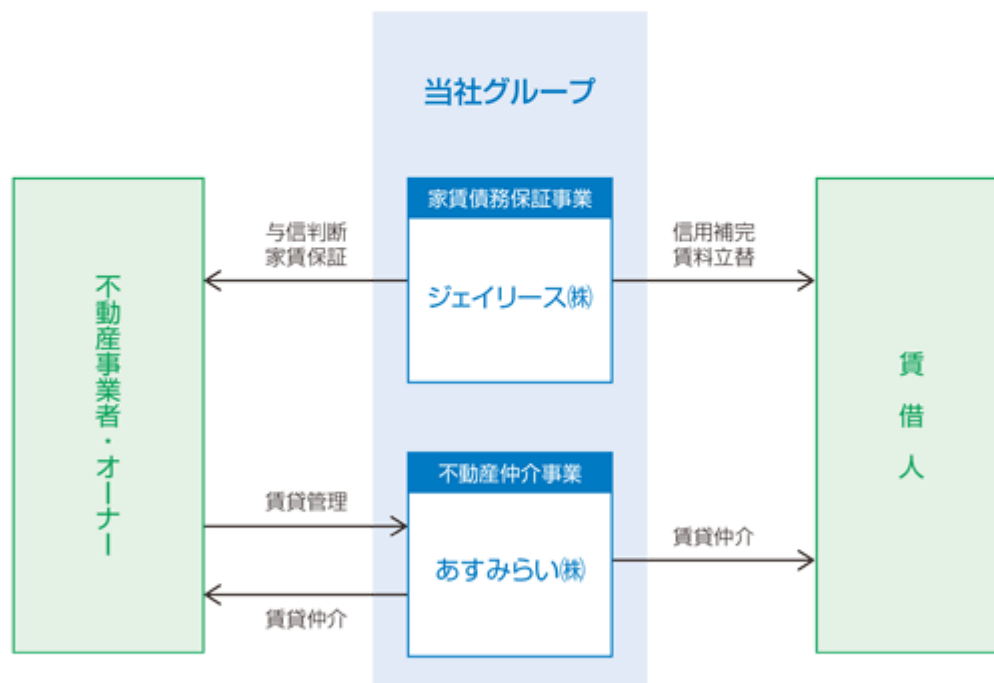 当社グループ
不動産事業者・オーナー
与信判断
家賃保証
家賃債務保証事業
ジェイリース㈱
信用補完
賃料立替
賃借人
賃貸管理
賃貸仲介
不動産仲介事業
あすみらい㈱
賃貸仲介